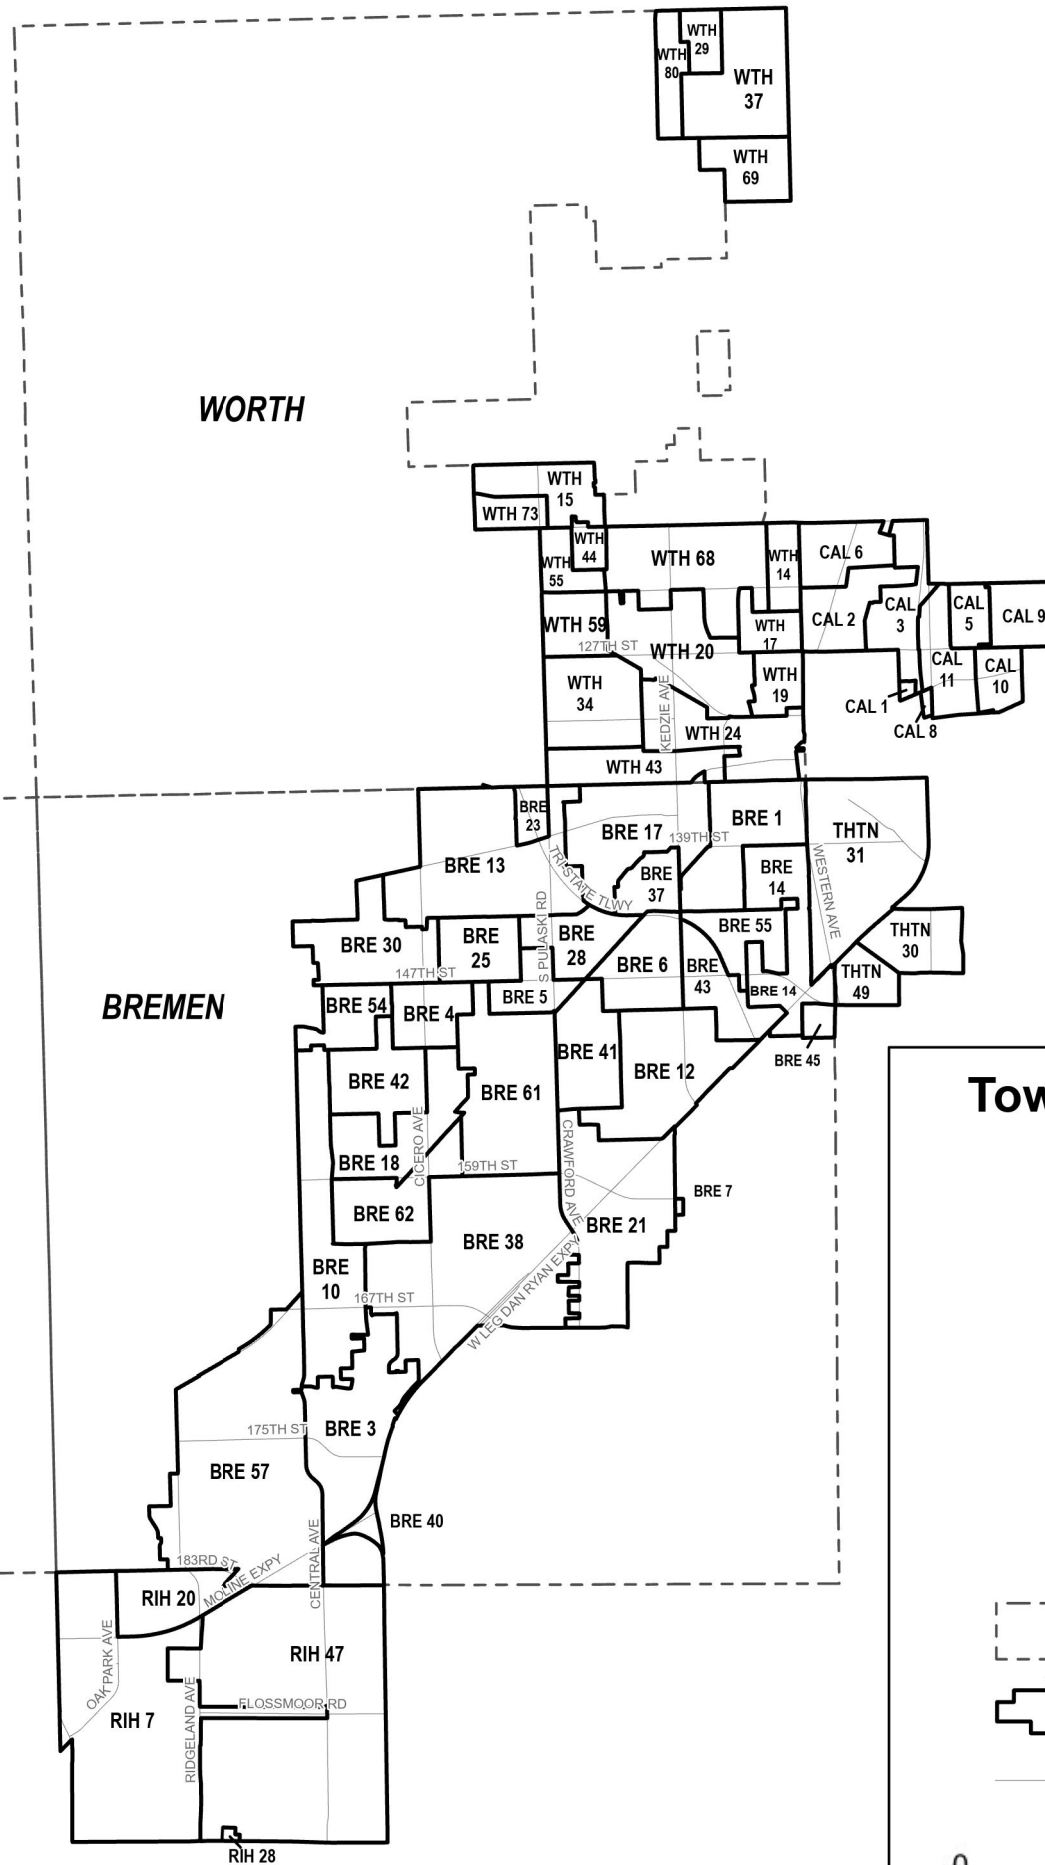 WTH
29
WTH
80
WTH
37
WTH
69
WORTH
WTH
15
WTH 73
WTH
44
WTH
55
WTH 68
WTH
14
CAL 6
WTH 59
CAL 2
CAL
3
CAL
5
CAL 9
WTH
17
127TH ST
WTH 20
WTH
34
KEDZIE AVE
WTH
19
CAL
11
CAL
10
CAL 1
CAL 8
WTH 24
WTH 43
BRE
23
BRE 17
139TH ST
BRE 1
THTN
31
BRE 13
TRI-STATE TLWY
BRE
37
BRE
14
WESTERN AVE
S PULASKI RD
BRE 30
BRE
25
BRE
28
BRE 55
THTN
30
147TH ST
BRE 6
BRE
43
THTN
49
BREMEN
BRE 54
BRE 4
BRE 5
BRE 14
BRE 45
BRE 41
BRE 12
BRE 42
BRE 61
Tow
CICERO AVE
CRAWFORD AVE
BRE 18
159TH ST
BRE 7
BRE 62
BRE 38
BRE 21
BRE
10
167TH ST
W LEG DAN RYAN EXPY
175TH ST
BRE 3
BRE 57
BRE 40
183RD ST
MOLINE EXPY
CENTRAL AVE
RIH 20
OAK PARK AVE
RIH 47
RIH 7
RIDGELAND AVE
FLOSSMOOR RD
RIH 28
0